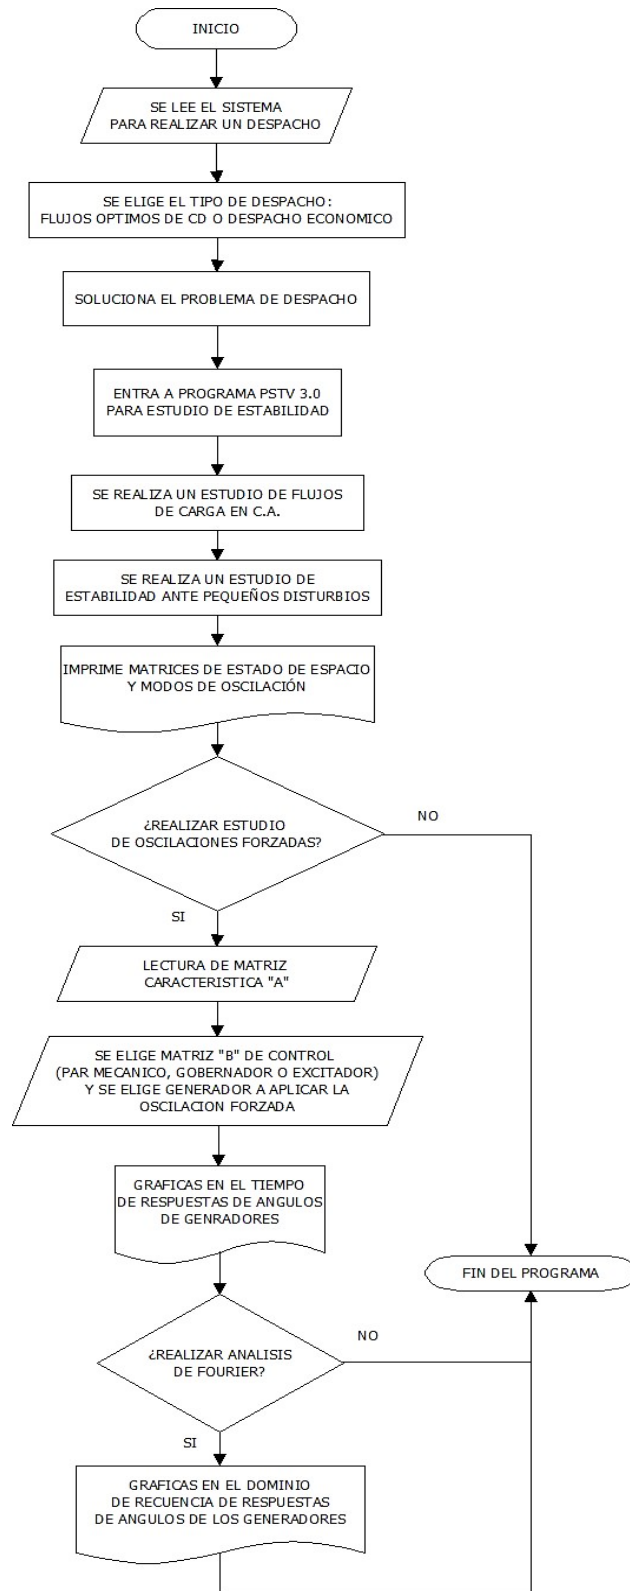 INICIO
SE LEE EL SISTEMA
PARA REALIZAR UN DESPACHO
SE ELIGE EL TIPO DE DESPACHO:
FLUJOS OPTIMOS DE CD O DESPACHO ECONOMICO
SOLUCIONA EL PROBLEMA DE DESPACHO
ENTRA A PROGRAMA PSTV 3.0
PARA ESTUDIO DE ESTABILIDAD
SE REALIZA UN ESTUDIO DE FLUJOS
DE CARGA EN C.A.
SE REALIZA UN ESTUDIO DE
ESTABILIDAD ANTE PEQUEÑOS DISTURBIOS
IMPRIME MATRICES DE ESTADO DE ESPACIO
Y MODOS DE OSCILACIÓN
¿REALIZAR ESTUDIO
DE OSCILACIONES FORZADAS?
NO
SI
LECTURA DE MATRIZ
CARACTERISTICA "A"
SE ELIGE MATRIZ "B" DE CONTROL
(PAR MECANICO, GOBERNADOR O EXCITADOR)
Y SE ELIGE GENERADOR A APLICAR LA
OSCILACION FORZADA
GRAFICAS EN EL TIEMPO
DE RESPUESTAS DE ANGULOS
DE GENRADORES
FIN DEL PROGRAMA
¿REALIZAR ANALISIS
DE FOURIER?
NO
SI
GRAFICAS EN EL DOMINIO
DE RECUENCIA DE RESPUESTAS
DE ANGULOS DE LOS GENERADORES